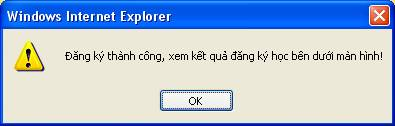 Windows Internet Explorer
Đăng ký thành công, xem kết quả đăng ký học bên dưới màn hình!
OK